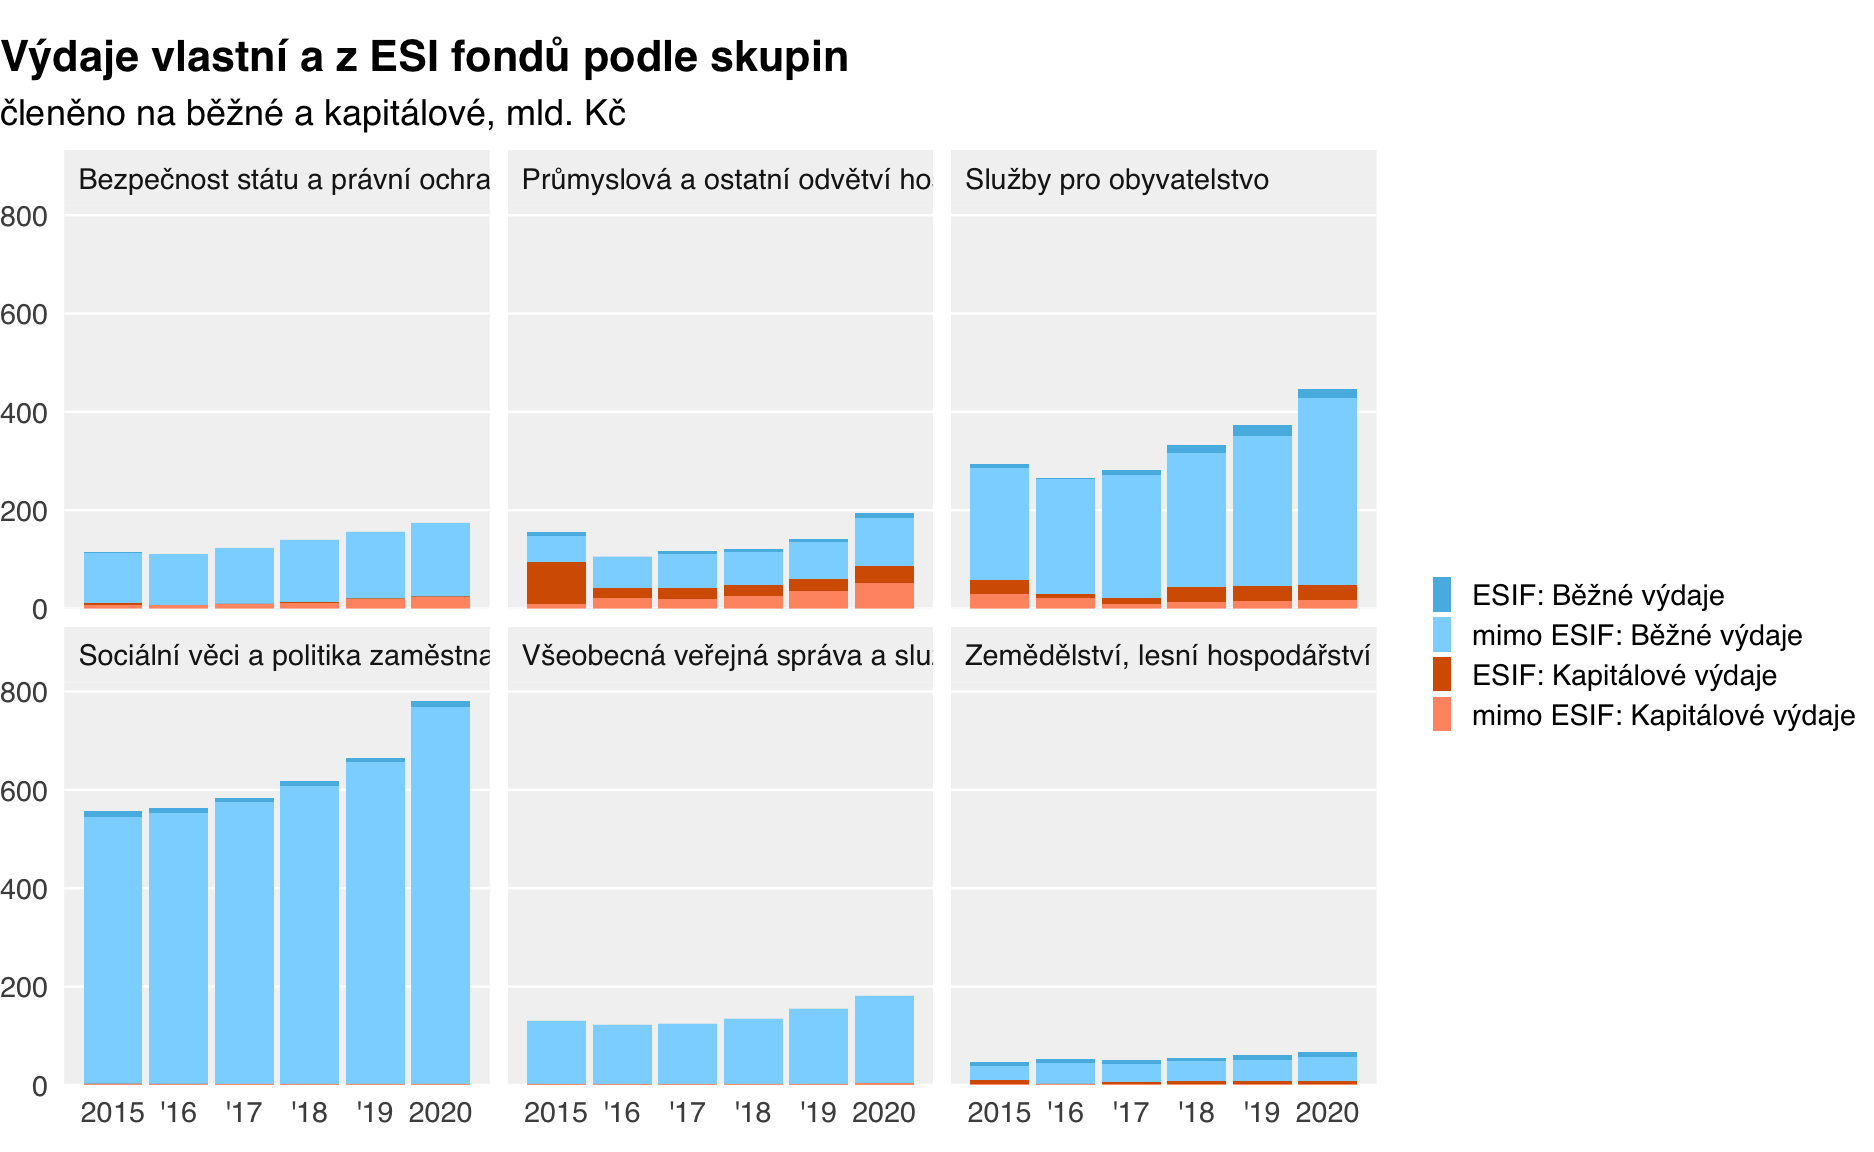 Výdaje vlastní a z ESI fondů podle skupin
členěno na běžné a kapitálové, mld. Kč
Bezpečnost státu a právní ochra
Průmyslová a ostatní odvětví hos
Služby pro obyvatelstvo
800
600
400
200
0
Sociální věci a politika zaměstna
Všeobecná veřejná správa a služ
Zemědělství, lesní hospodářství
800
600
400
200
0
2015 '16 '17 '18 '19 2020
2015 '16 '17 '18 '19 2020
2015 '16 '17 '18 '19 2020
ESIF: Běžné výdaje
mimo ESIF: Běžné výdaje
ESIF: Kapitálové výdaje
mimo ESIF: Kapitálové výdaje